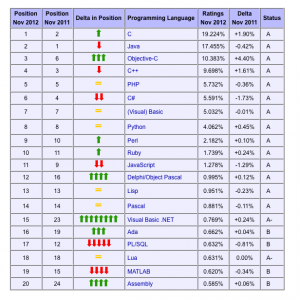 Position Nov 2012 Position Nov 2011 Delta in Position Programming Language Ratings Nov 2012 Delta Nov 2011 Status
1 2 C 19.224% +1.90% A
2 1 Java 17.455% -0.42% A
3 6 Objective-C 10.383% +4.40% A
4 3 C++ 9.698% +1.61% A
5 5 PHP 5.732% -0.36% A
6 4 C# 5.591% -1.73% A
7 7 (Visual) Basic 5.032% -0.01% A
8 8 Python 4.062% +0.45% A
9 10 Perl 2.182% +0.10% A
10 11 Ruby 1.739% +0.24% A
11 9 JavaScript 1.278% -1.29% A
12 16 Delphi/Object Pascal 0.995% +0.12% A
13 13 Lisp 0.951% -0.23% A
14 14 Pascal 0.881% -0.11% A
15 23 Visual Basic .NET 0.769% +0.24% A-
16 19 Ada 0.662% +0.04% B
17 12 PL/SQL 0.632% -0.81% B
18 18 Lua 0.631% 0.00% A-
19 15 MATLAB 0.620% -0.34% B
20 24 Assembly 0.585% +0.06% B